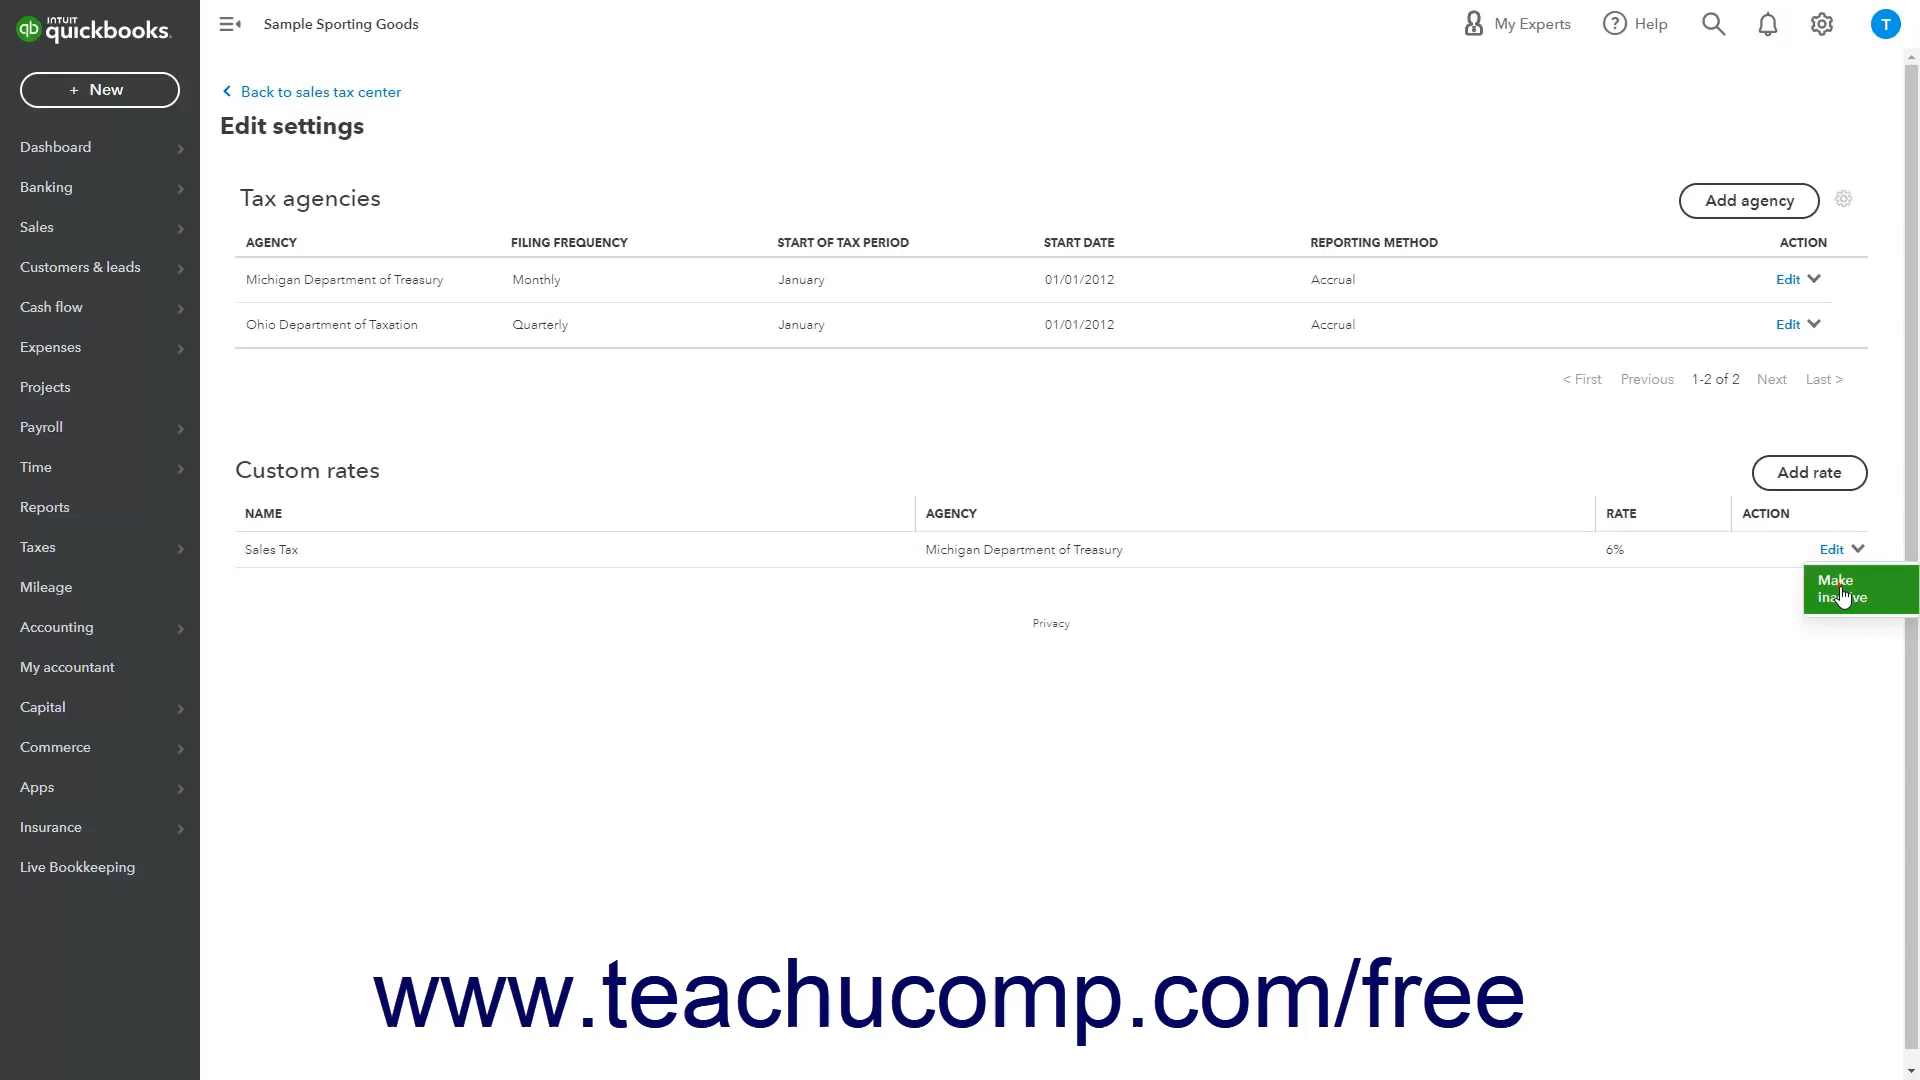 INTUIT
quickbooks.
Sample Sporting Goods
My Experts
Help
T
+ New
Dashboard
Banking
Sales
Customers & leads
Cash flow
Expenses
Projects
Payroll
Time
Reports
Taxes
Mileage
Accounting
My accountant
Capital
Commerce
Apps
Insurance
Live Bookkeeping
Back to sales tax center
Edit settings
Tax agencies
Add agency
AGENCY FILING FREQUENCY START OF TAX PERIOD START DATE REPORTING METHOD ACTION
Michigan Department of Treasury Monthly January 01/01/2012 Accrual Edit
Ohio Department of Taxation Quarterly January 01/01/2012 Accrual Edit
< First Previous 1-2 of 2 Next Last >
Custom rates
Add rate
NAME AGENCY RATE ACTION
Sales Tax Michigan Department of Treasury 6% Edit
Make
inactive
Privacy
www.teachucomp.com/free